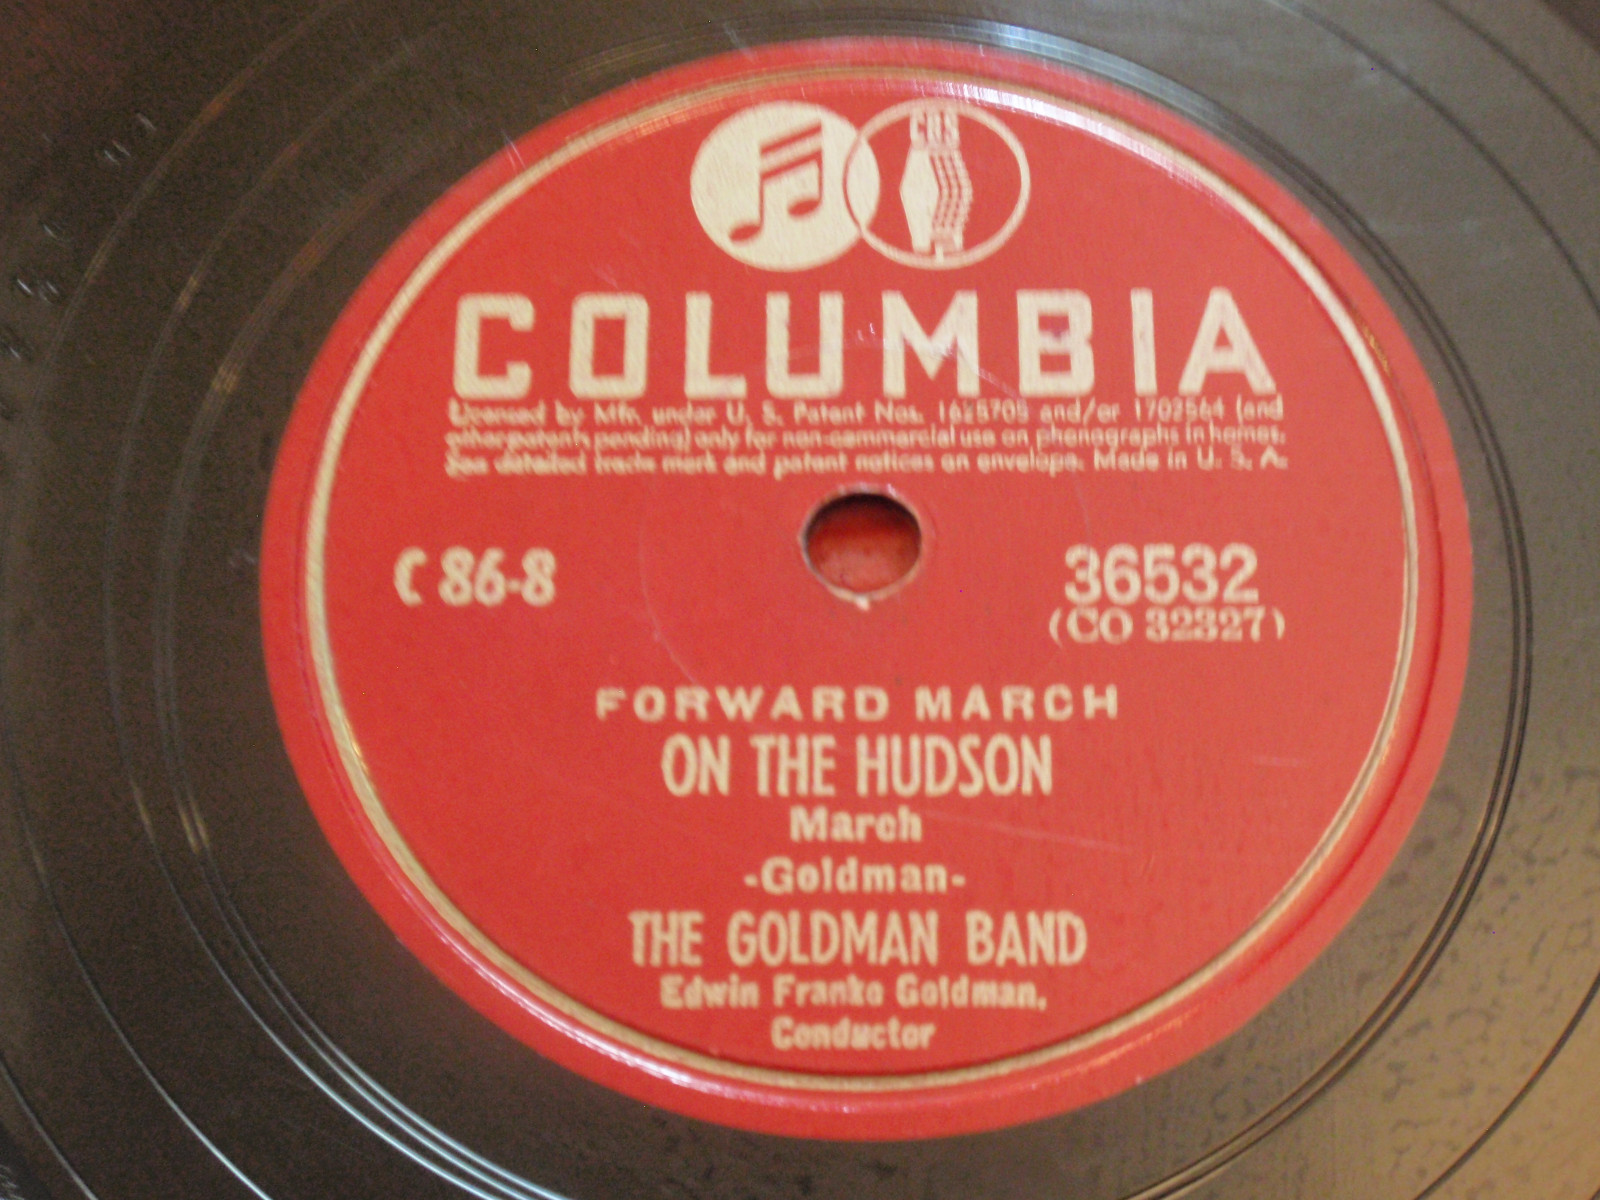 CBS
COLUMBIA
Licensed by Mfr. under U. S. Patent Nos. 1625705 and/or 1702564 (and
other patents pending) only for non-commercial use on phonographs in homes.
See detailed trade mark and patent notices on envelope. Made in U. S. A.
C 86-8
36532
(CO 32327)
FORWARD MARCH
ON THE HUDSON
March
-Goldman-
THE GOLDMAN BAND
Edwin Franko Goldman,
Conductor